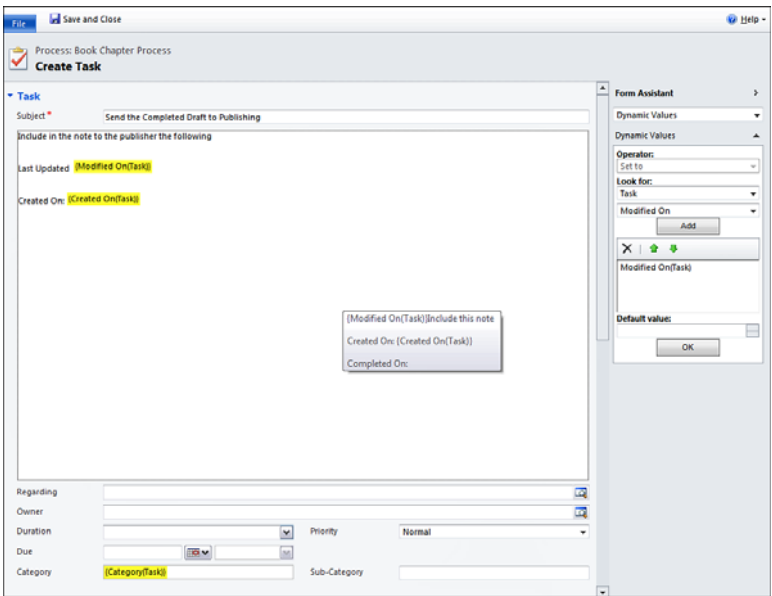 File
Save and Close
Help
Process: Book Chapter Process
Create Task
Task
Subject *
Send the Completed Draft to Publishing
Include in the note to the publisher the following
Last Updated {Modified On(Task)}
Created On: {Created On(Task)}
{Modified On(Task)}Include this note
Created On: {Created On(Task)}
Completed On:
Regarding
Owner
Duration
Priority
Normal
Due
Category
{Category(Task)}
Sub-Category
Form Assistant
Dynamic Values
Dynamic Values
Operator:
Set to
Look for:
Task
Modified On
Add
Modified On(Task)
Default value:
OK